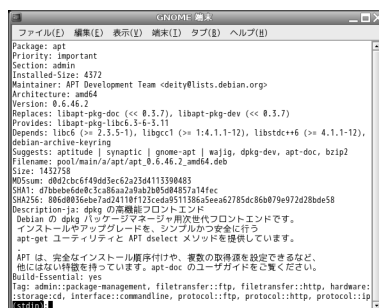 GNOME 端末
ファイル(F) 編集(E) 表示(V) 端末(T) タブ(B) ヘルプ(H)
Package: apt
Priority: important
Section: admin
Installed-Size: 4372
Maintainer: APT Development Team <deity@lists.debian.org>
Architecture: amd64
Version: 0.6.46.2
Replaces: libapt-pkg-doc (<< 0.3.7), libapt-pkg-dev (<< 0.3.7)
Provides: libapt-pkg-libc6.3-6-3.11
Depends: libc6 (>= 2.3.5-1), libgcc1 (>= 1:4.1.1-12), libstdc++6 (>= 4.1.1-12),
debian-archive-keyring
Suggests: aptitude | synaptic | gnome-apt | wajig, dpkg-dev, apt-doc, bzip2
Filename: pool/main/a/apt/apt_0.6.46.2_amd64.deb
Size: 1432758
MD5sum: d0d2cbc6f49dd3ec62a23d4113390483
SHA1: d7bbebe6de0c3ca86aa2a9ab2b05d04857a14fec
SHA256: 806d0036ebe7ad24110f123ceda9511386a5eea62785dc86b079e972d28bde58
Description-ja: dpkg の高機能フロントエンド
Debian の dpkg パッケージマネージャ用次世代フロントエンドです。
インストールやアップグレードを、シンプルかつ安全に行う
apt-get ユーティリティと APT dselect メソッドを提供しています。
.
APT は、完全なインストール順序付けや、複数の取得源を設定できるなど、
他にはない特徴を持っています。apt-doc のユーザガイドをご覧ください。
Build-Essential: yes
Tag: admin::package-management, filetransfer::ftp, filetransfer::http, hardware:
:storage:cd, interface::commandline, protocol::ftp, protocol::http, protocol::ip
[stdin]: